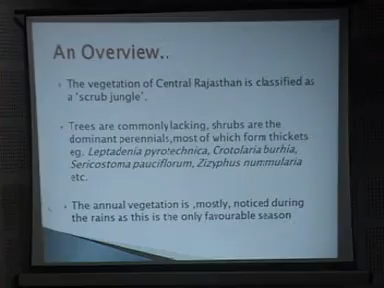 An Overview..
The vegetation of Central Rajasthan is classified as
a 'scrub jungle'.
Trees are commonly lacking, shrubs are the
dominant perennials,most of which form thickets
eg. Leptadenia pyrotechnica, Crotolaria burhia,
Sericostoma pauciflorum, Zizyphus nummularia
etc.
The annual vegetation is ,mostly, noticed during
the rains as this is the only favourable season